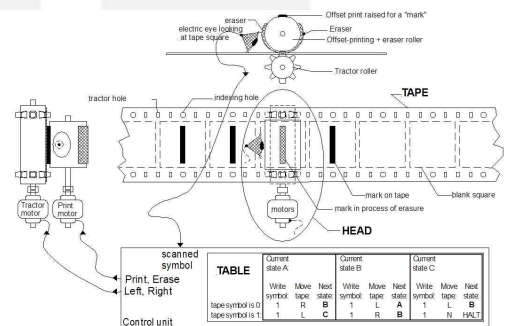 Offset print raised for a "mark"
eraser
Eraser
electric eye looking
at tape square
Offset-printing + eraser roller
Tractor roller
tractor hole
indexing hole
TAPE
mark on tape
blank square
mark in process of erasure
HEAD
Tractor
motor
Print
motor
motors
scanned
symbol
Print, Erase
Left, Right
Control unit
TABLE
Current
state A:
Current
state B:
Current
state C:
Write
symbol:
Move
tape:
Next
state:
Write
symbol:
Move
tape:
Next
state:
Write
symbol:
Move
tape:
Next
state:
tape symbol is 0: 1 R B 1 L A 1 L B
tape symbol is 1: 1 L C 1 R B 1 N HALT